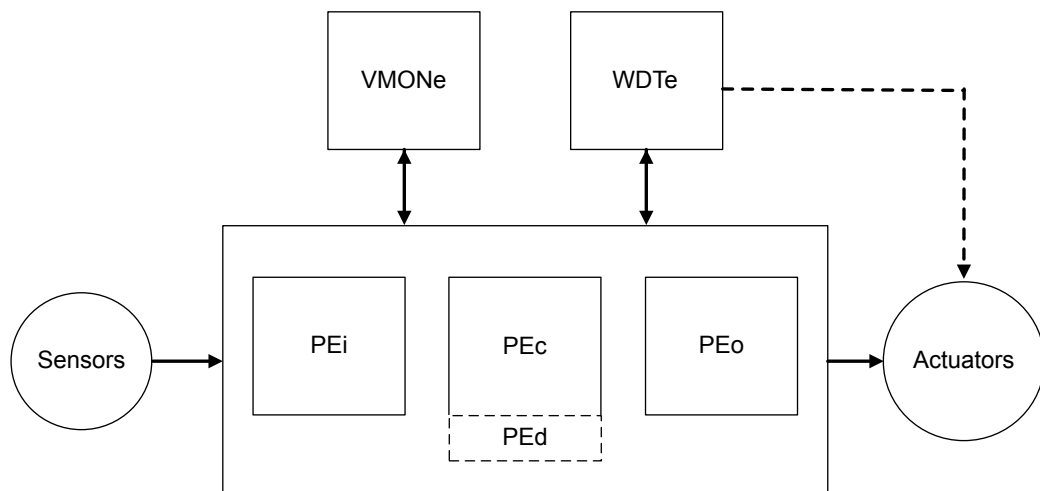 VMONe
WDTe
Sensors
PEi
PEc
PEo
Actuators
PEd